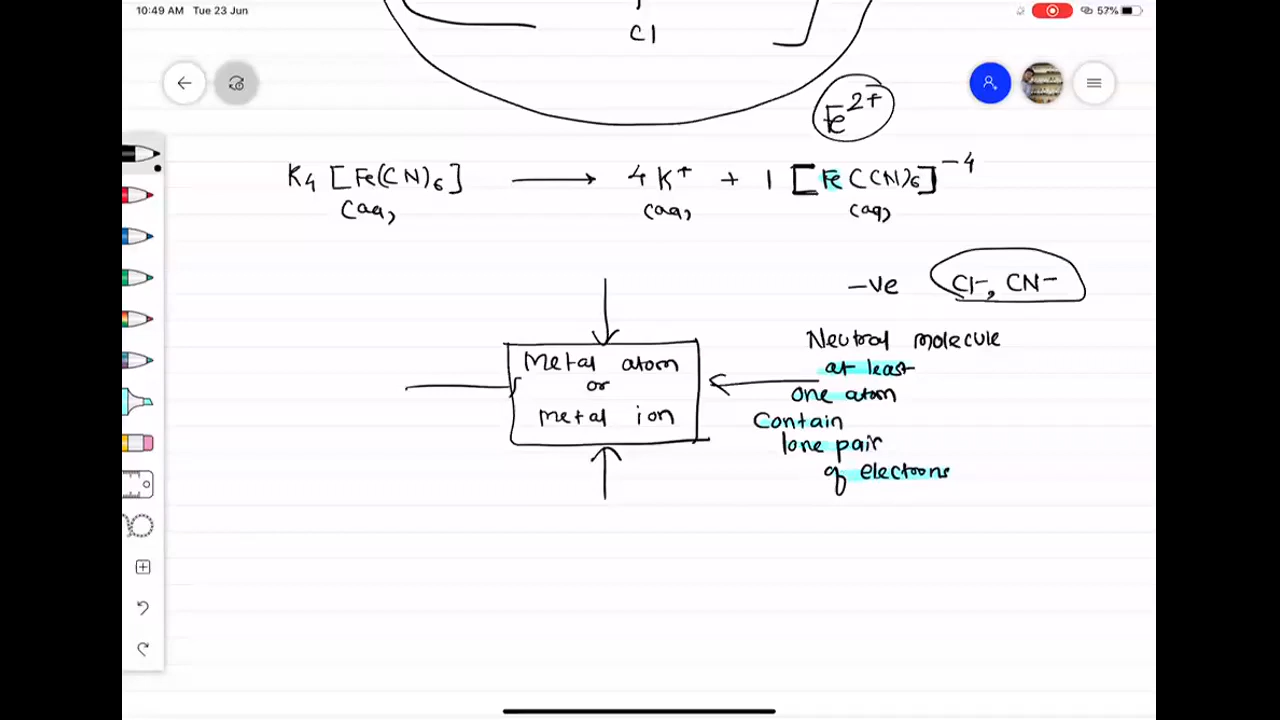 10:49 AM Tue 23 Jun
57%
Cl
Fe²⁺
K₄ [Fe(CN)₆] ⟶ 4 K⁺ + 1 [Fe(CN)₆]⁻⁴
(aq) (aq) (aq)
-ve Cl⁻, CN⁻
Neutral molecule
at least
one atom
Contain
lone pair
of electrons
Metal atom
or
Metal ion